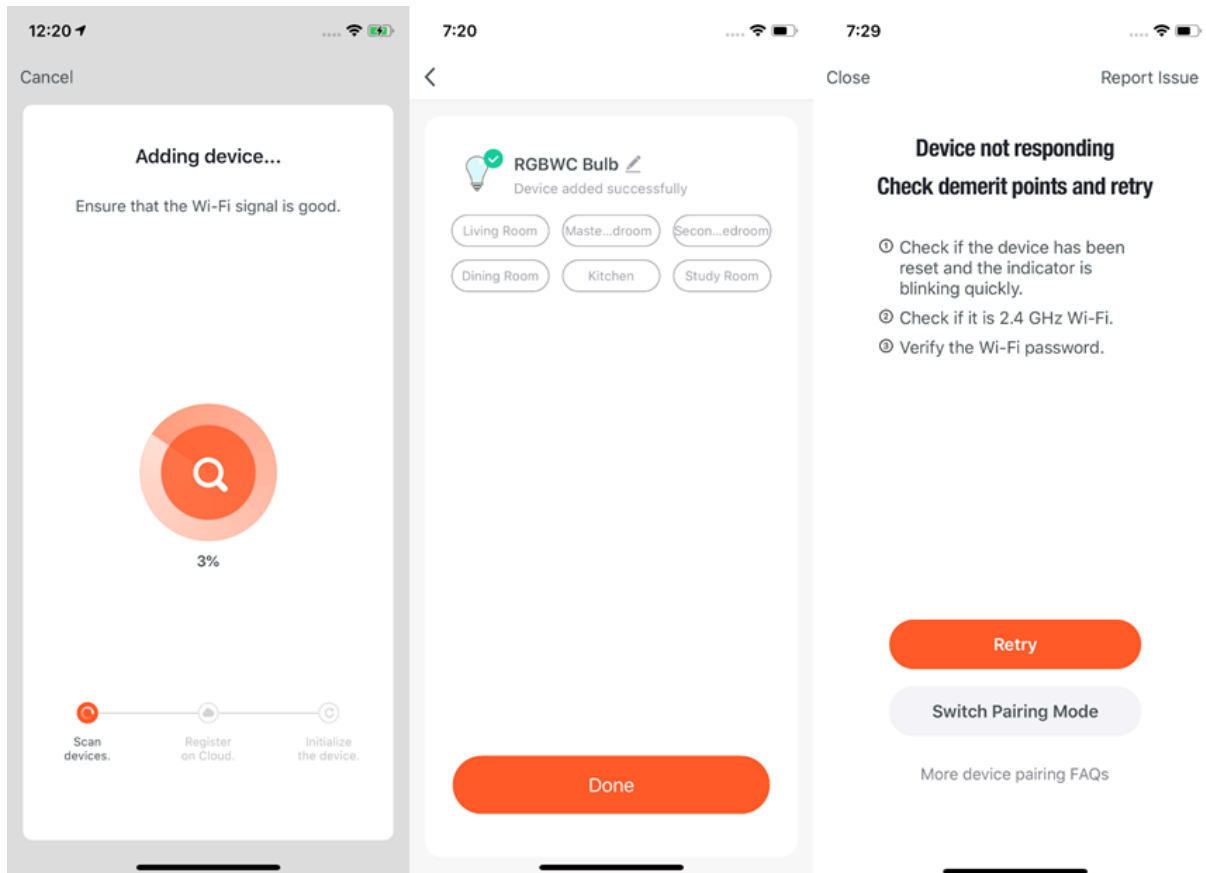 12:20
Cancel
Adding device...
Ensure that the Wi-Fi signal is good.
3%
Scan
devices.
Register
on Cloud.
Initialize
the device.
7:20
RGBWC Bulb
Device added successfully
Living Room
Maste...droom
Secon...edroom
Dining Room
Kitchen
Study Room
Done
7:29
Close
Report Issue
Device not responding
Check demerit points and retry
① Check if the device has been
reset and the indicator is
blinking quickly.
② Check if it is 2.4 GHz Wi-Fi.
③ Verify the Wi-Fi password.
Retry
Switch Pairing Mode
More device pairing FAQs